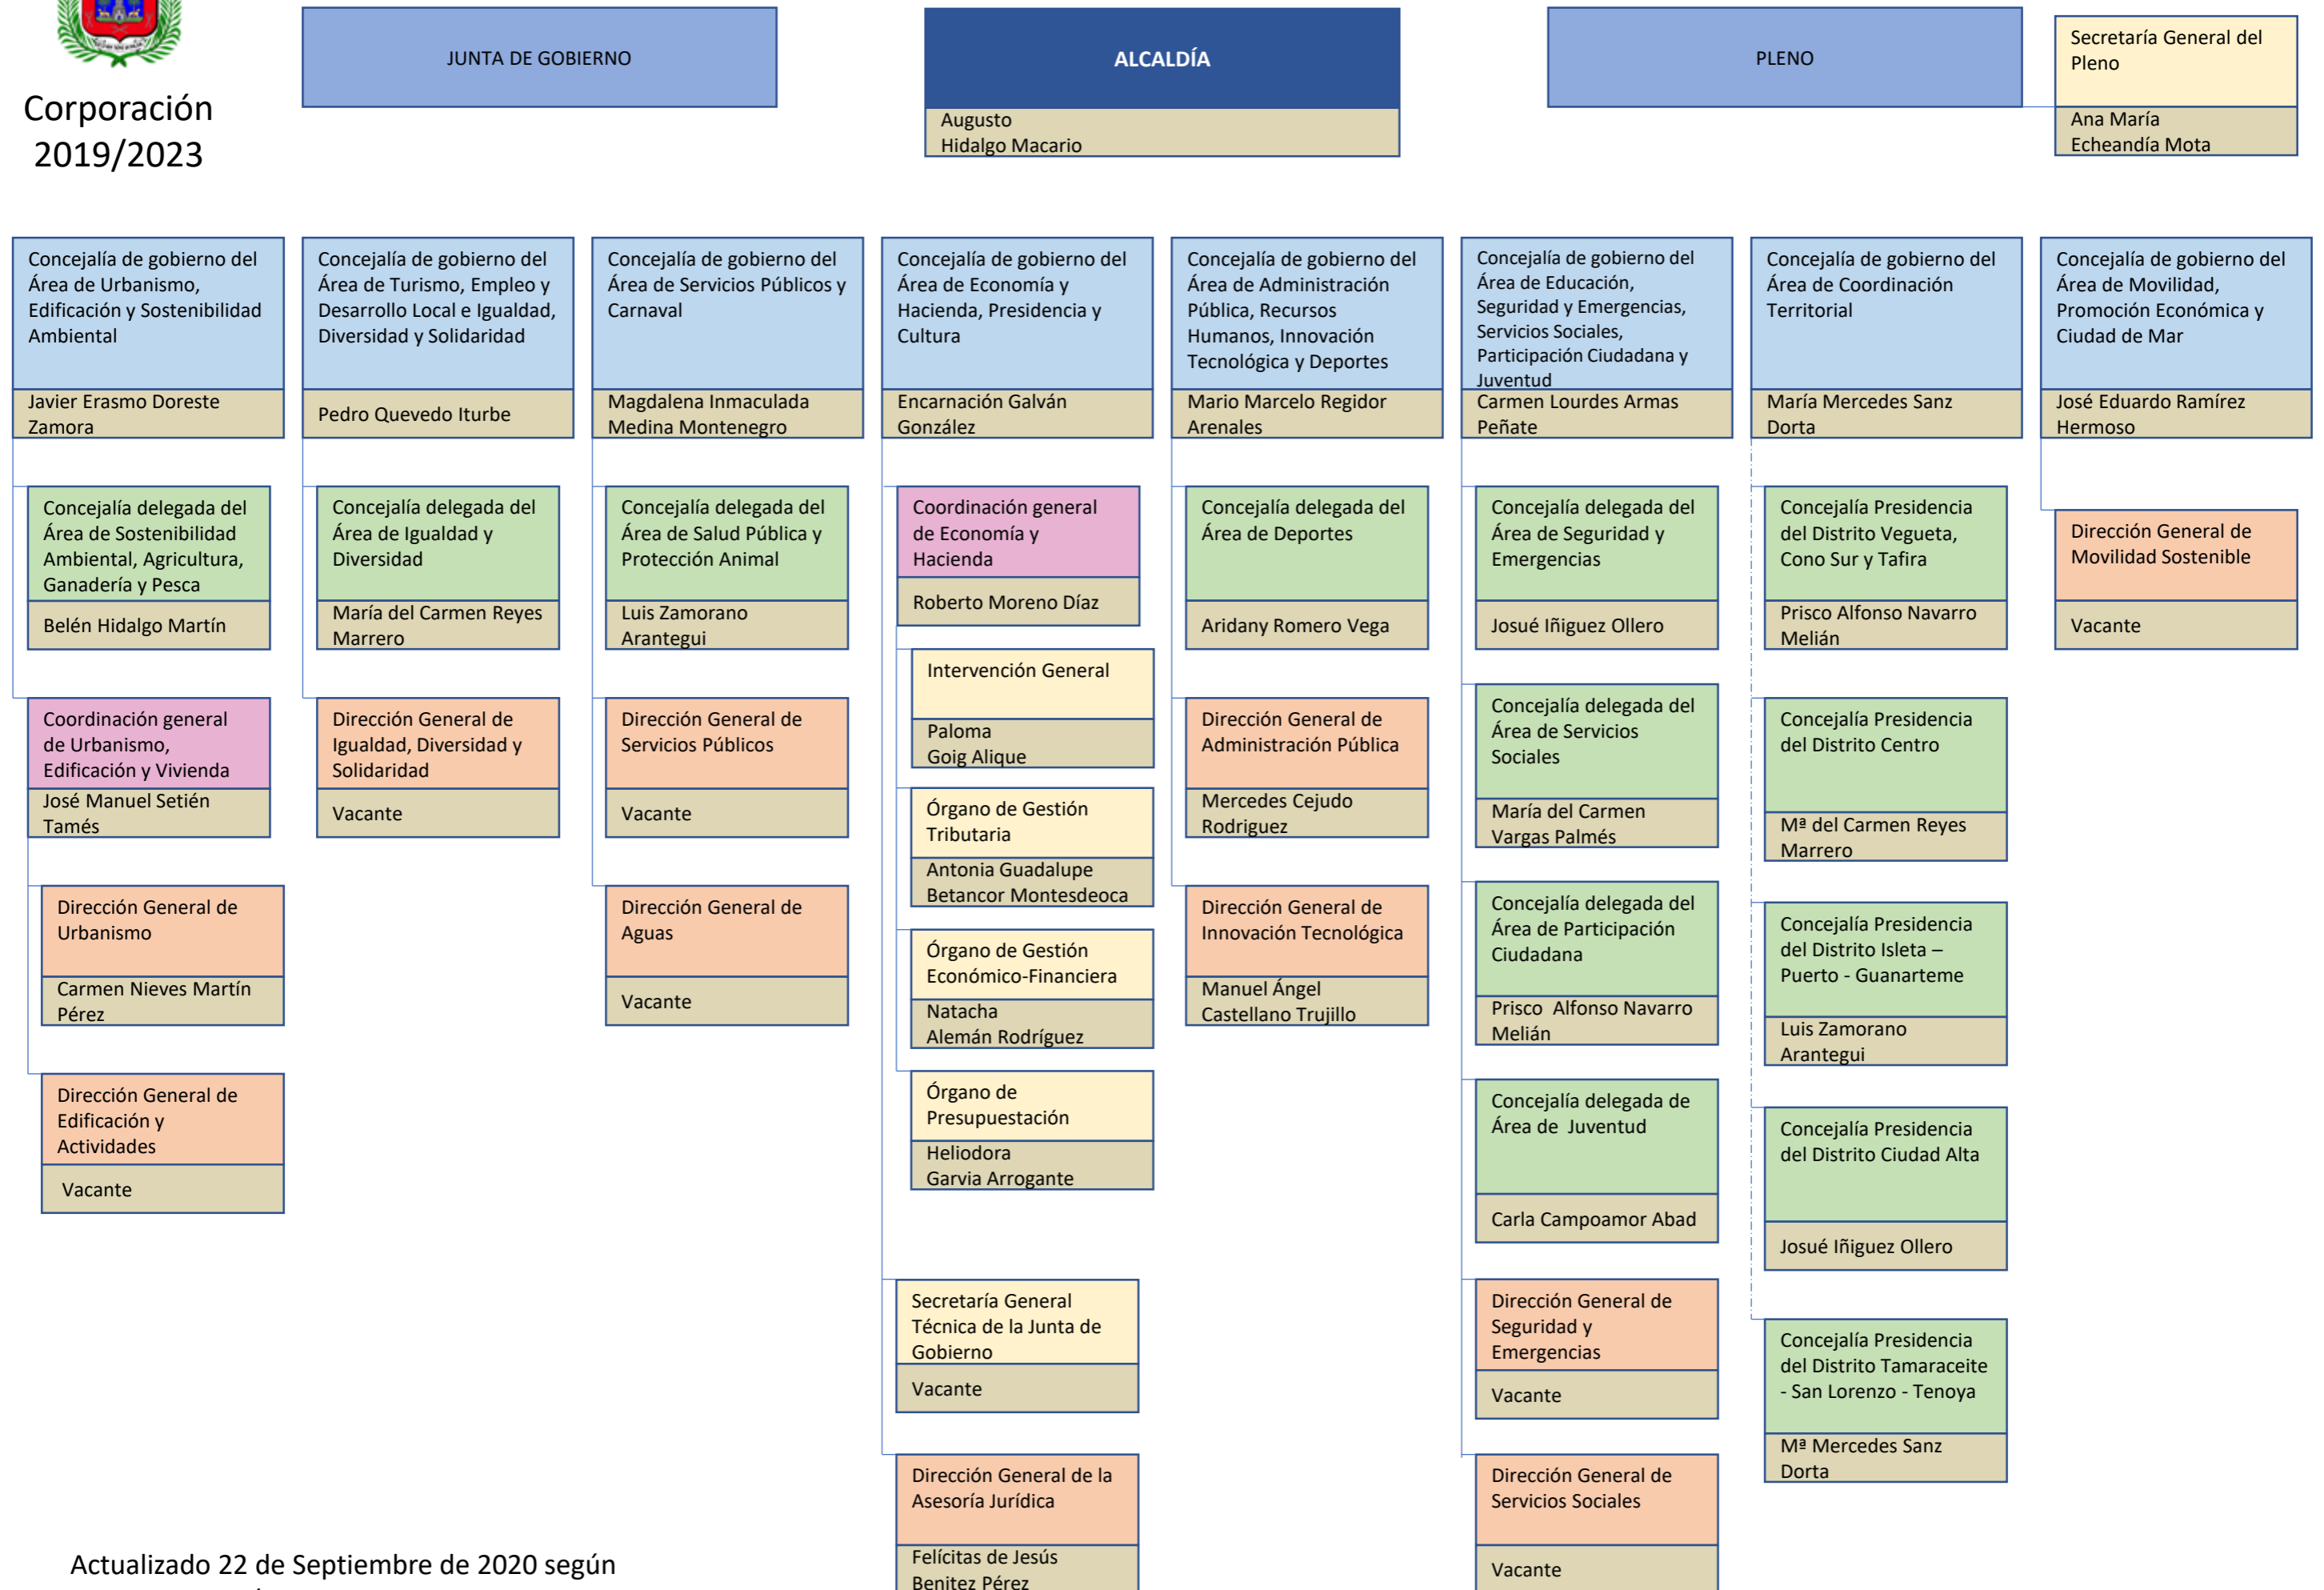 Corporación
2019/2023
JUNTA DE GOBIERNO
ALCALDÍA
Augusto
Hidalgo Macario
PLENO
Secretaría General del
Pleno
Ana María
Echeandía Mota
Concejalía de gobierno del
Área de Urbanismo,
Edificación y Sostenibilidad
Ambiental
Javier Erasmo Doreste
Zamora
Concejalía delegada del
Área de Sostenibilidad
Ambiental, Agricultura,
Ganadería y Pesca
Belén Hidalgo Martín
Coordinación general
de Urbanismo,
Edificación y Vivienda
José Manuel Setién
Tamés
Dirección General de
Urbanismo
Carmen Nieves Martín
Pérez
Dirección General de
Edificación y
Actividades
Vacante
Concejalía de gobierno del
Área de Turismo, Empleo y
Desarrollo Local e Igualdad,
Diversidad y Solidaridad
Pedro Quevedo Iturbe
Concejalía delegada del
Área de Igualdad y
Diversidad
María del Carmen Reyes
Marrero
Dirección General de
Igualdad, Diversidad y
Solidaridad
Vacante
Concejalía de gobierno del
Área de Servicios Públicos y
Carnaval
Magdalena Inmaculada
Medina Montenegro
Concejalía delegada del
Área de Salud Pública y
Protección Animal
Luis Zamorano
Arantegui
Dirección General de
Servicios Públicos
Vacante
Dirección General de
Aguas
Vacante
Concejalía de gobierno del
Área de Economía y
Hacienda, Presidencia y
Cultura
Encarnación Galván
González
Coordinación general
de Economía y
Hacienda
Roberto Moreno Díaz
Intervención General
Paloma
Goig Alique
Órgano de Gestión
Tributaria
Antonia Guadalupe
Betancor Montesdeoca
Órgano de Gestión
Económico-Financiera
Natacha
Alemán Rodríguez
Órgano de
Presupuestación
Heliodora
Garvia Arrogante
Secretaría General
Técnica de la Junta de
Gobierno
Vacante
Dirección General de la
Asesoría Jurídica
Felícitas de Jesús
Benitez Pérez
Concejalía de gobierno del
Área de Administración
Pública, Recursos
Humanos, Innovación
Tecnológica y Deportes
Mario Marcelo Regidor
Arenales
Concejalía delegada del
Área de Deportes
Aridany Romero Vega
Dirección General de
Administración Pública
Mercedes Cejudo
Rodriguez
Dirección General de
Innovación Tecnológica
Manuel Ángel
Castellano Trujillo
Concejalía de gobierno del
Área de Educación,
Seguridad y Emergencias,
Servicios Sociales,
Participación Ciudadana y
Juventud
Carmen Lourdes Armas
Peñate
Concejalía delegada del
Área de Seguridad y
Emergencias
Josué Iñiguez Ollero
Concejalía delegada del
Área de Servicios
Sociales
María del Carmen
Vargas Palmés
Concejalía delegada del
Área de Participación
Ciudadana
Prisco  Alfonso Navarro
Melián
Concejalía delegada de
Área de  Juventud
Carla Campoamor Abad
Dirección General de
Seguridad y
Emergencias
Vacante
Dirección General de
Servicios Sociales
Vacante
Concejalía de gobierno del
Área de Coordinación
Territorial
María Mercedes Sanz
Dorta
Concejalía Presidencia
del Distrito Vegueta,
Cono Sur y Tafira
Prisco Alfonso Navarro
Melián
Concejalía Presidencia
del Distrito Centro
Mª del Carmen Reyes
Marrero
Concejalía Presidencia
del Distrito Isleta –
Puerto - Guanarteme
Luis Zamorano
Arantegui
Concejalía Presidencia
del Distrito Ciudad Alta
Josué Iñiguez Ollero
Concejalía Presidencia
del Distrito Tamaraceite
- San Lorenzo - Tenoya
Mª Mercedes Sanz
Dorta
Concejalía de gobierno del
Área de Movilidad,
Promoción Económica y
Ciudad de Mar
José Eduardo Ramírez
Hermoso
Dirección General de
Movilidad Sostenible
Vacante
Actualizado 22 de Septiembre de 2020 según